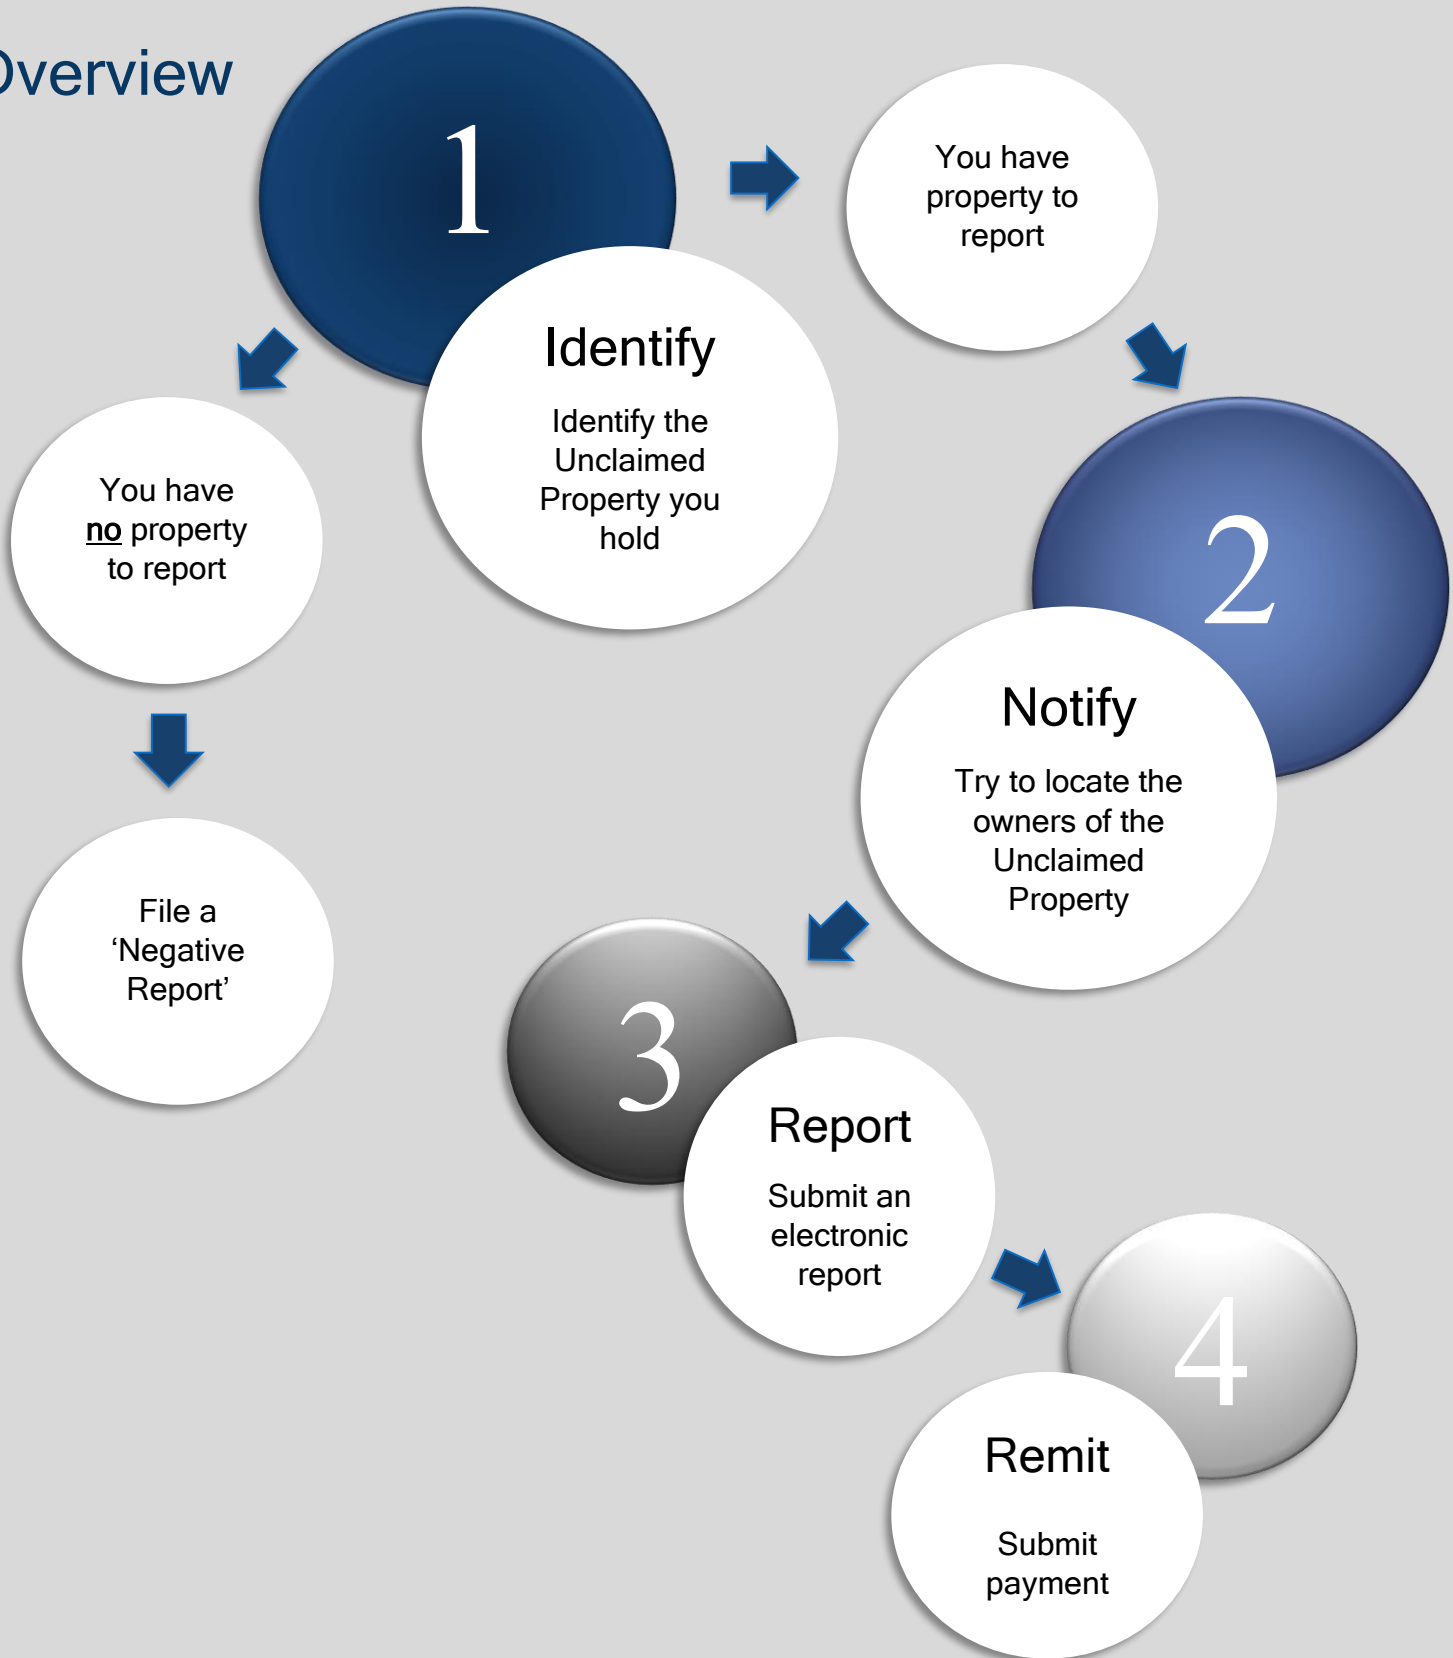 Overview
1
Identify
Identify the
Unclaimed
Property you
hold
You have
property to
report
You have
no property
to report
File a
‘Negative
Report’
2
Notify
Try to locate the
owners of the
Unclaimed
Property
3
Report
Submit an
electronic
report
4
Remit
Submit
payment